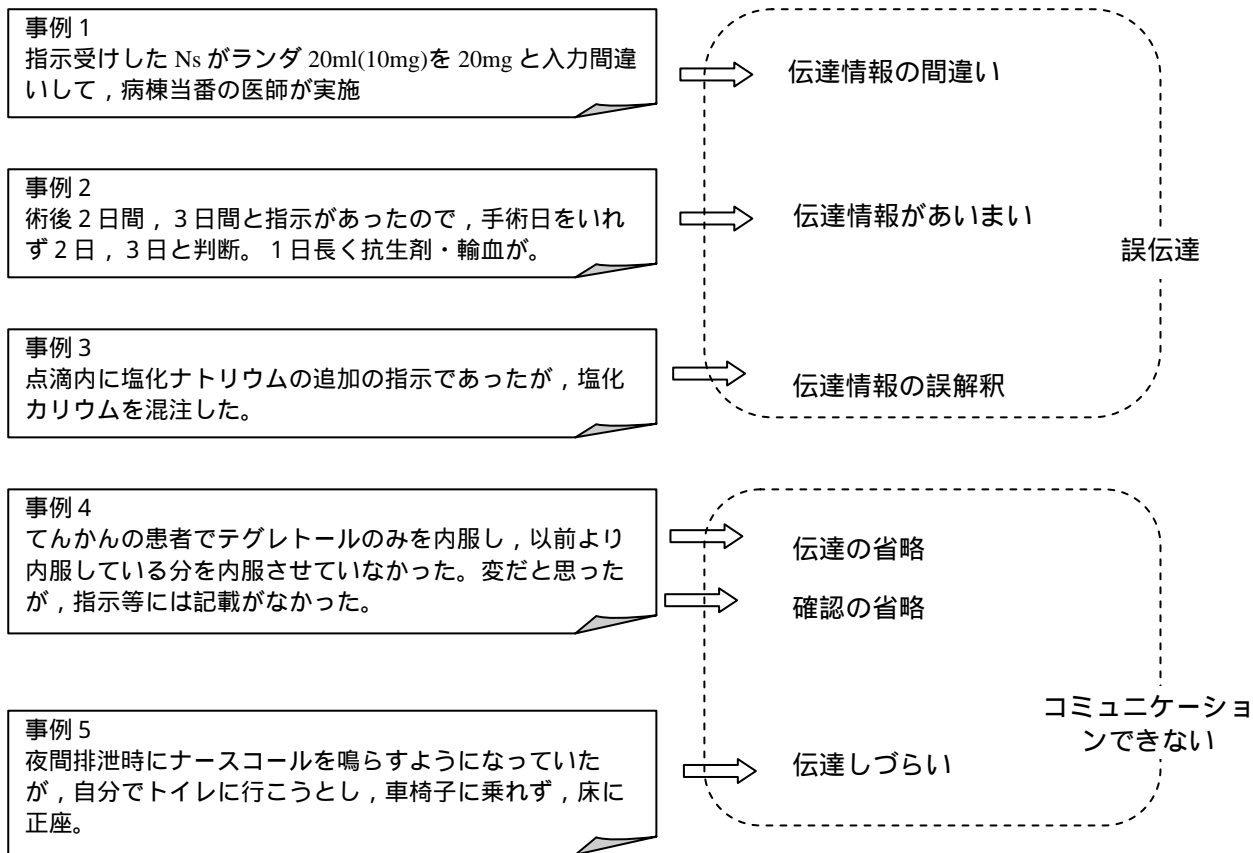 事例1
指示受けした Ns がランダ 20ml(10mg)を 20mg と入力間違
いして，病棟当番の医師が実施
伝達情報の間違い
事例2
術後2日間，3日間と指示があったので，手術日をいれ
ず2日，3日と判断。1日長く抗生剤・輸血が。
伝達情報があいまい
誤伝達
事例3
点滴内に塩化ナトリウムの追加の指示であったが，塩化
カリウムを混注した。
伝達情報の誤解釈
事例4
てんかんの患者でテグレトールのみを内服し，以前より
内服している分を内服させていなかった。変だと思った
が，指示等には記載がなかった。
伝達の省略
確認の省略
コミュニケーショ
ンできない
事例5
夜間排泄時にナースコールを鳴らすようになっていた
が，自分でトイレに行こうとし，車椅子に乗れず，床に
正座。
伝達しづらい